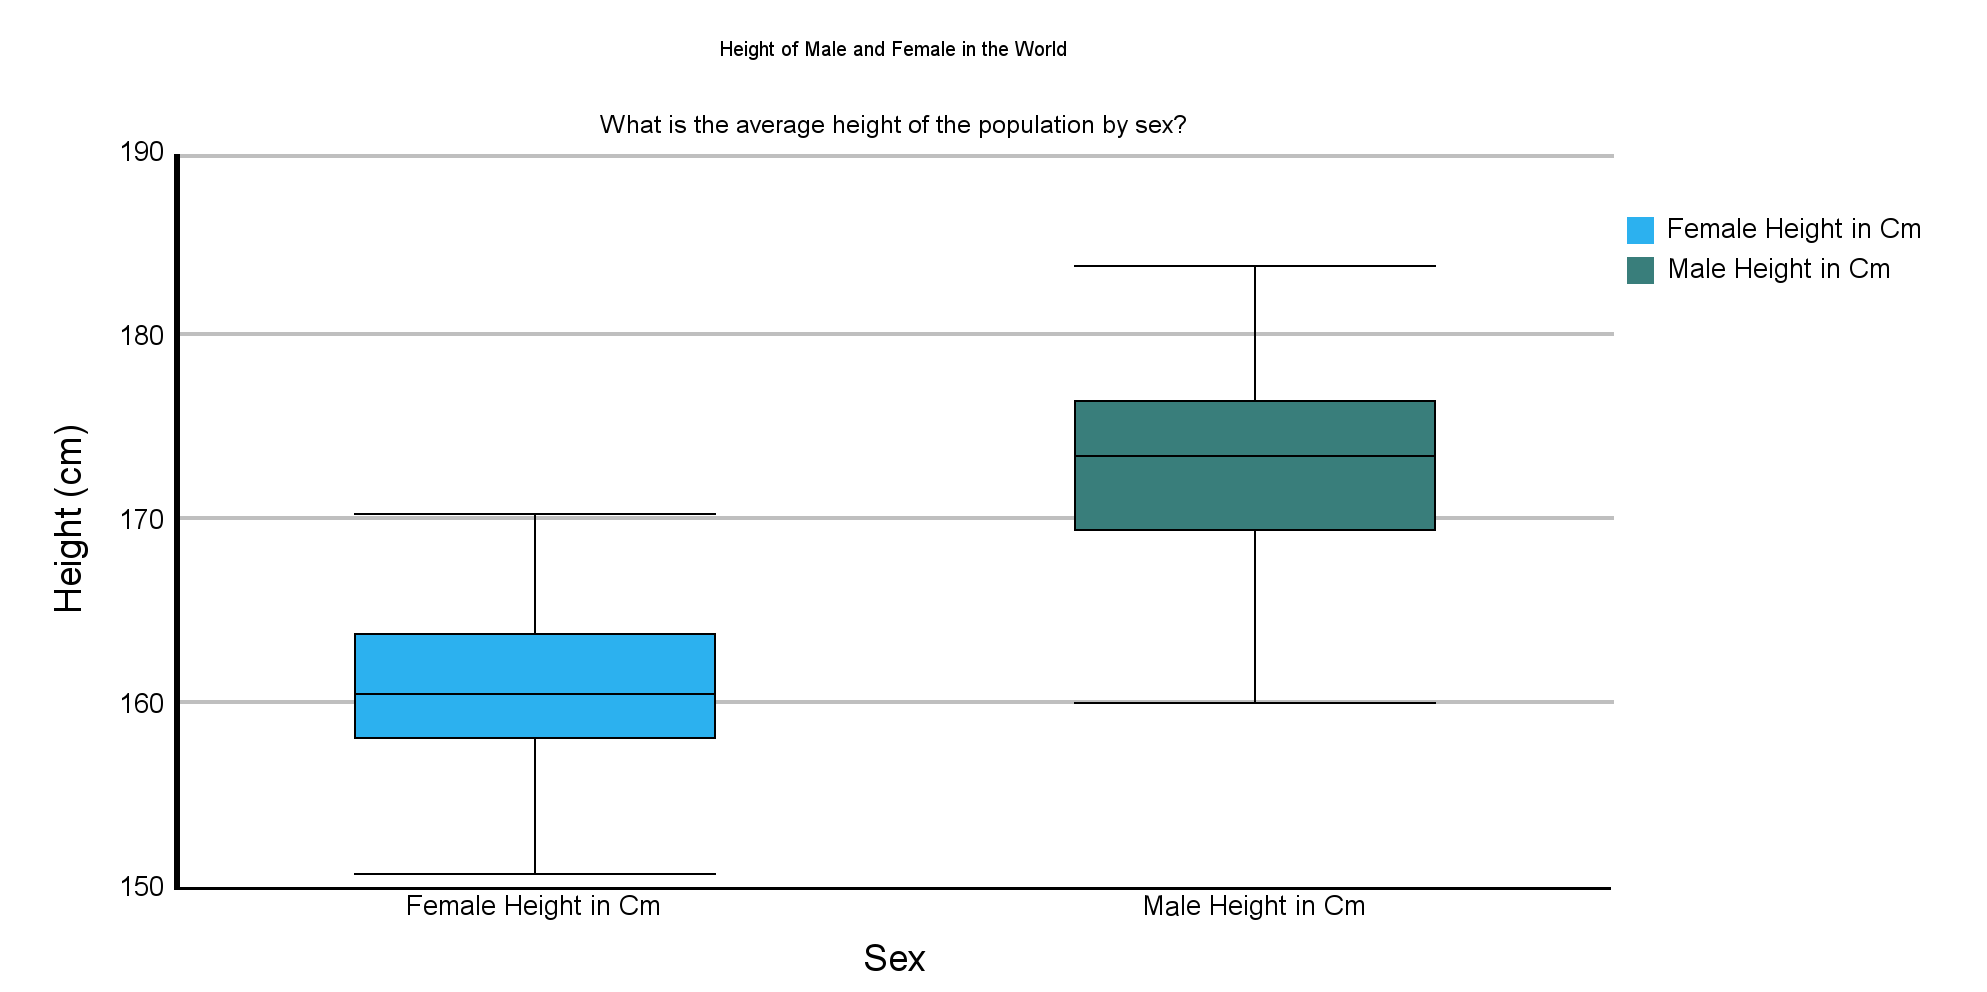 Height of Male and Female in the World
What is the average height of the population by sex?
190
180
170
160
150
Height (cm)
Female Height in Cm
Male Height in Cm
Female Height in Cm
Male Height in Cm
Sex